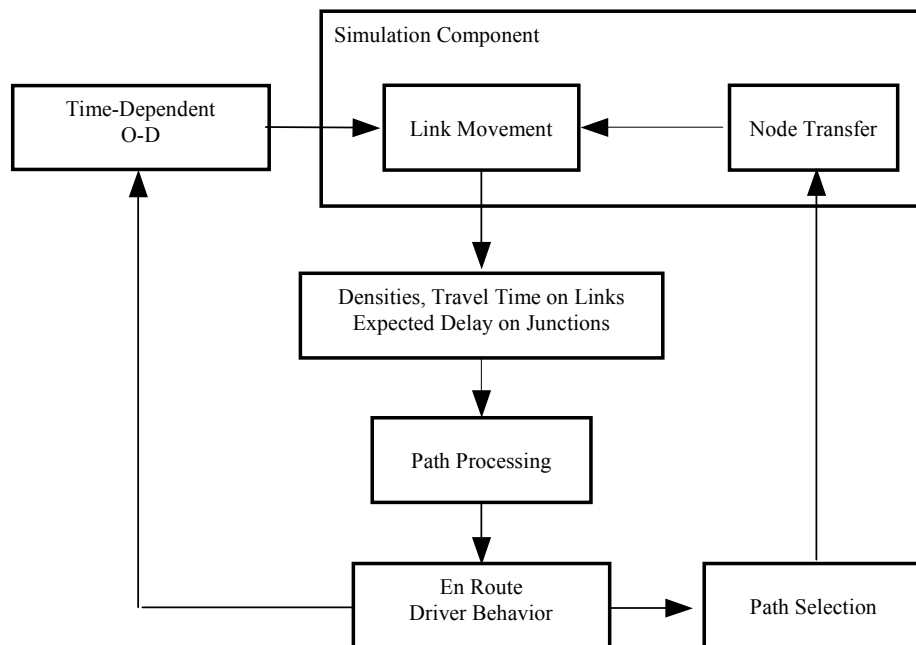 Simulation Component
Time-Dependent
O-D
Link Movement
Node Transfer
Densities, Travel Time on Links
Expected Delay on Junctions
Path Processing
En Route
Driver Behavior
Path Selection